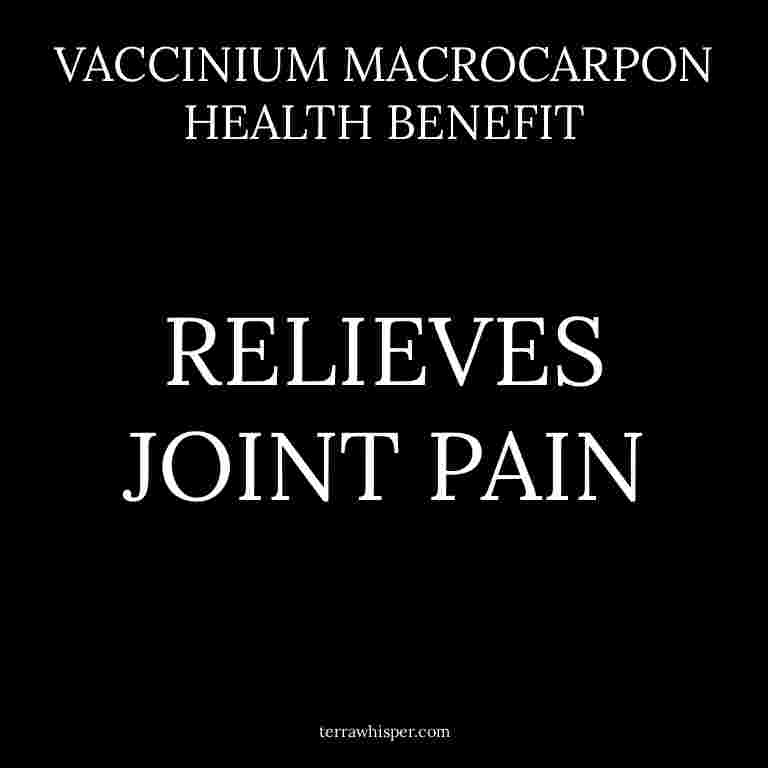 VACCINIUM MACROCARPON
HEALTH BENEFIT
RELIEVES
JOINT PAIN
terrawhisper.com